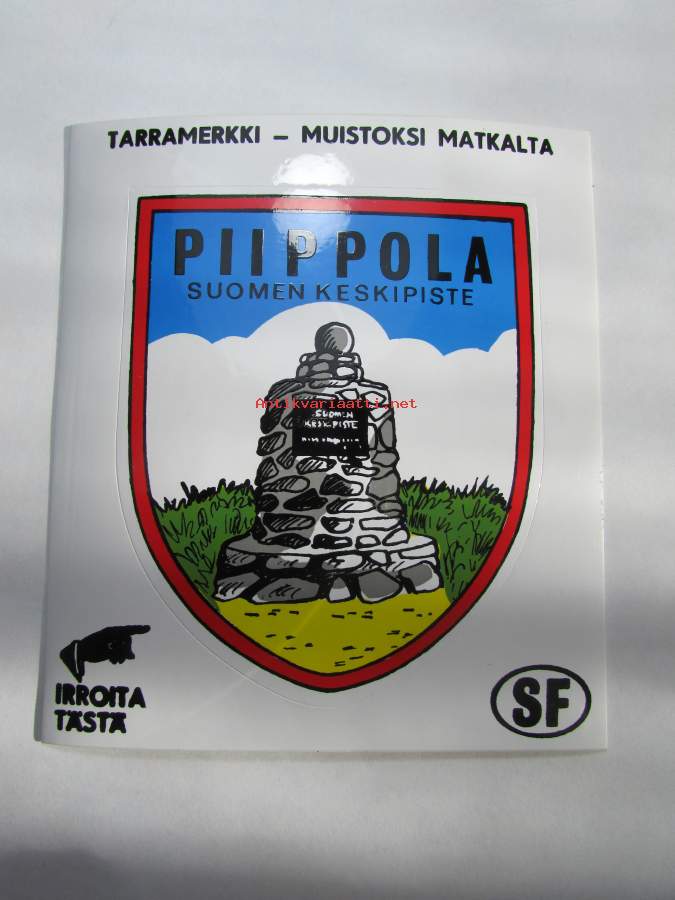 TARRAMERKKI – MUISTOKSI MATKALTA
PIIPPOLA
SUOMEN KESKIPISTE
Antikvariaatti.net
SUOMEN
KESKIPISTE
IRROITA
TÄSTÄ
SF